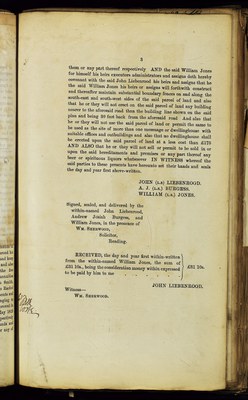 3
them or any part thereof respectively AND the said William Jones
for himself his heirs executors administrators and assigns doth hereby
covenant with the said John Liebenrood his heirs and assigns that he
the said William Jones his heirs or assigns will forthwith construct
and thereafter maintain substantial boundary fences on and along the
south-east and south-west sides of the said parcel of land and also
that he or they will not erect on the said parcel of land any building
nearer to the aforesaid road than the building line shewn on the said
plan and being 20 feet back from the aforesaid road And also that
he or they will not use the said parcel of land or permit the same to
be used as the site of more than one messuage or dwellinghouse with
suitable offices and outbuildings and also that no dwellinghouse shall
be erected upon the said parcel of land at a less cost than £175
AND ALSO that he or they will not sell or permit to be sold in or
upon the said hereditaments and premises or any part thereof any
beer or spirituous liquors whatsoever IN WITNESS whereof the
said parties to these presents have hereunto set their hands and seals
the day and year first above-written.
JOHN (L.S) LIEBENROOD.
A. J. (L.S.) BURGESS.
WILLIAM (L.S.) JONES.
Signed, sealed, and delivered by the
within-named John Liebenrood,
Andrew Josiah Burgess, and
William Jones, in the presence of
WM. SHERWOOD,
Solicitor,
Reading.
RECEIVED, the day and year first within-written
from the within-named William Jones, the sum of
£31 10s., being the consideration money within expressed
to be paid by him to me
£31 10s.
JOHN LIEBENROOD.
Witness—
WM. SHERWOOD.